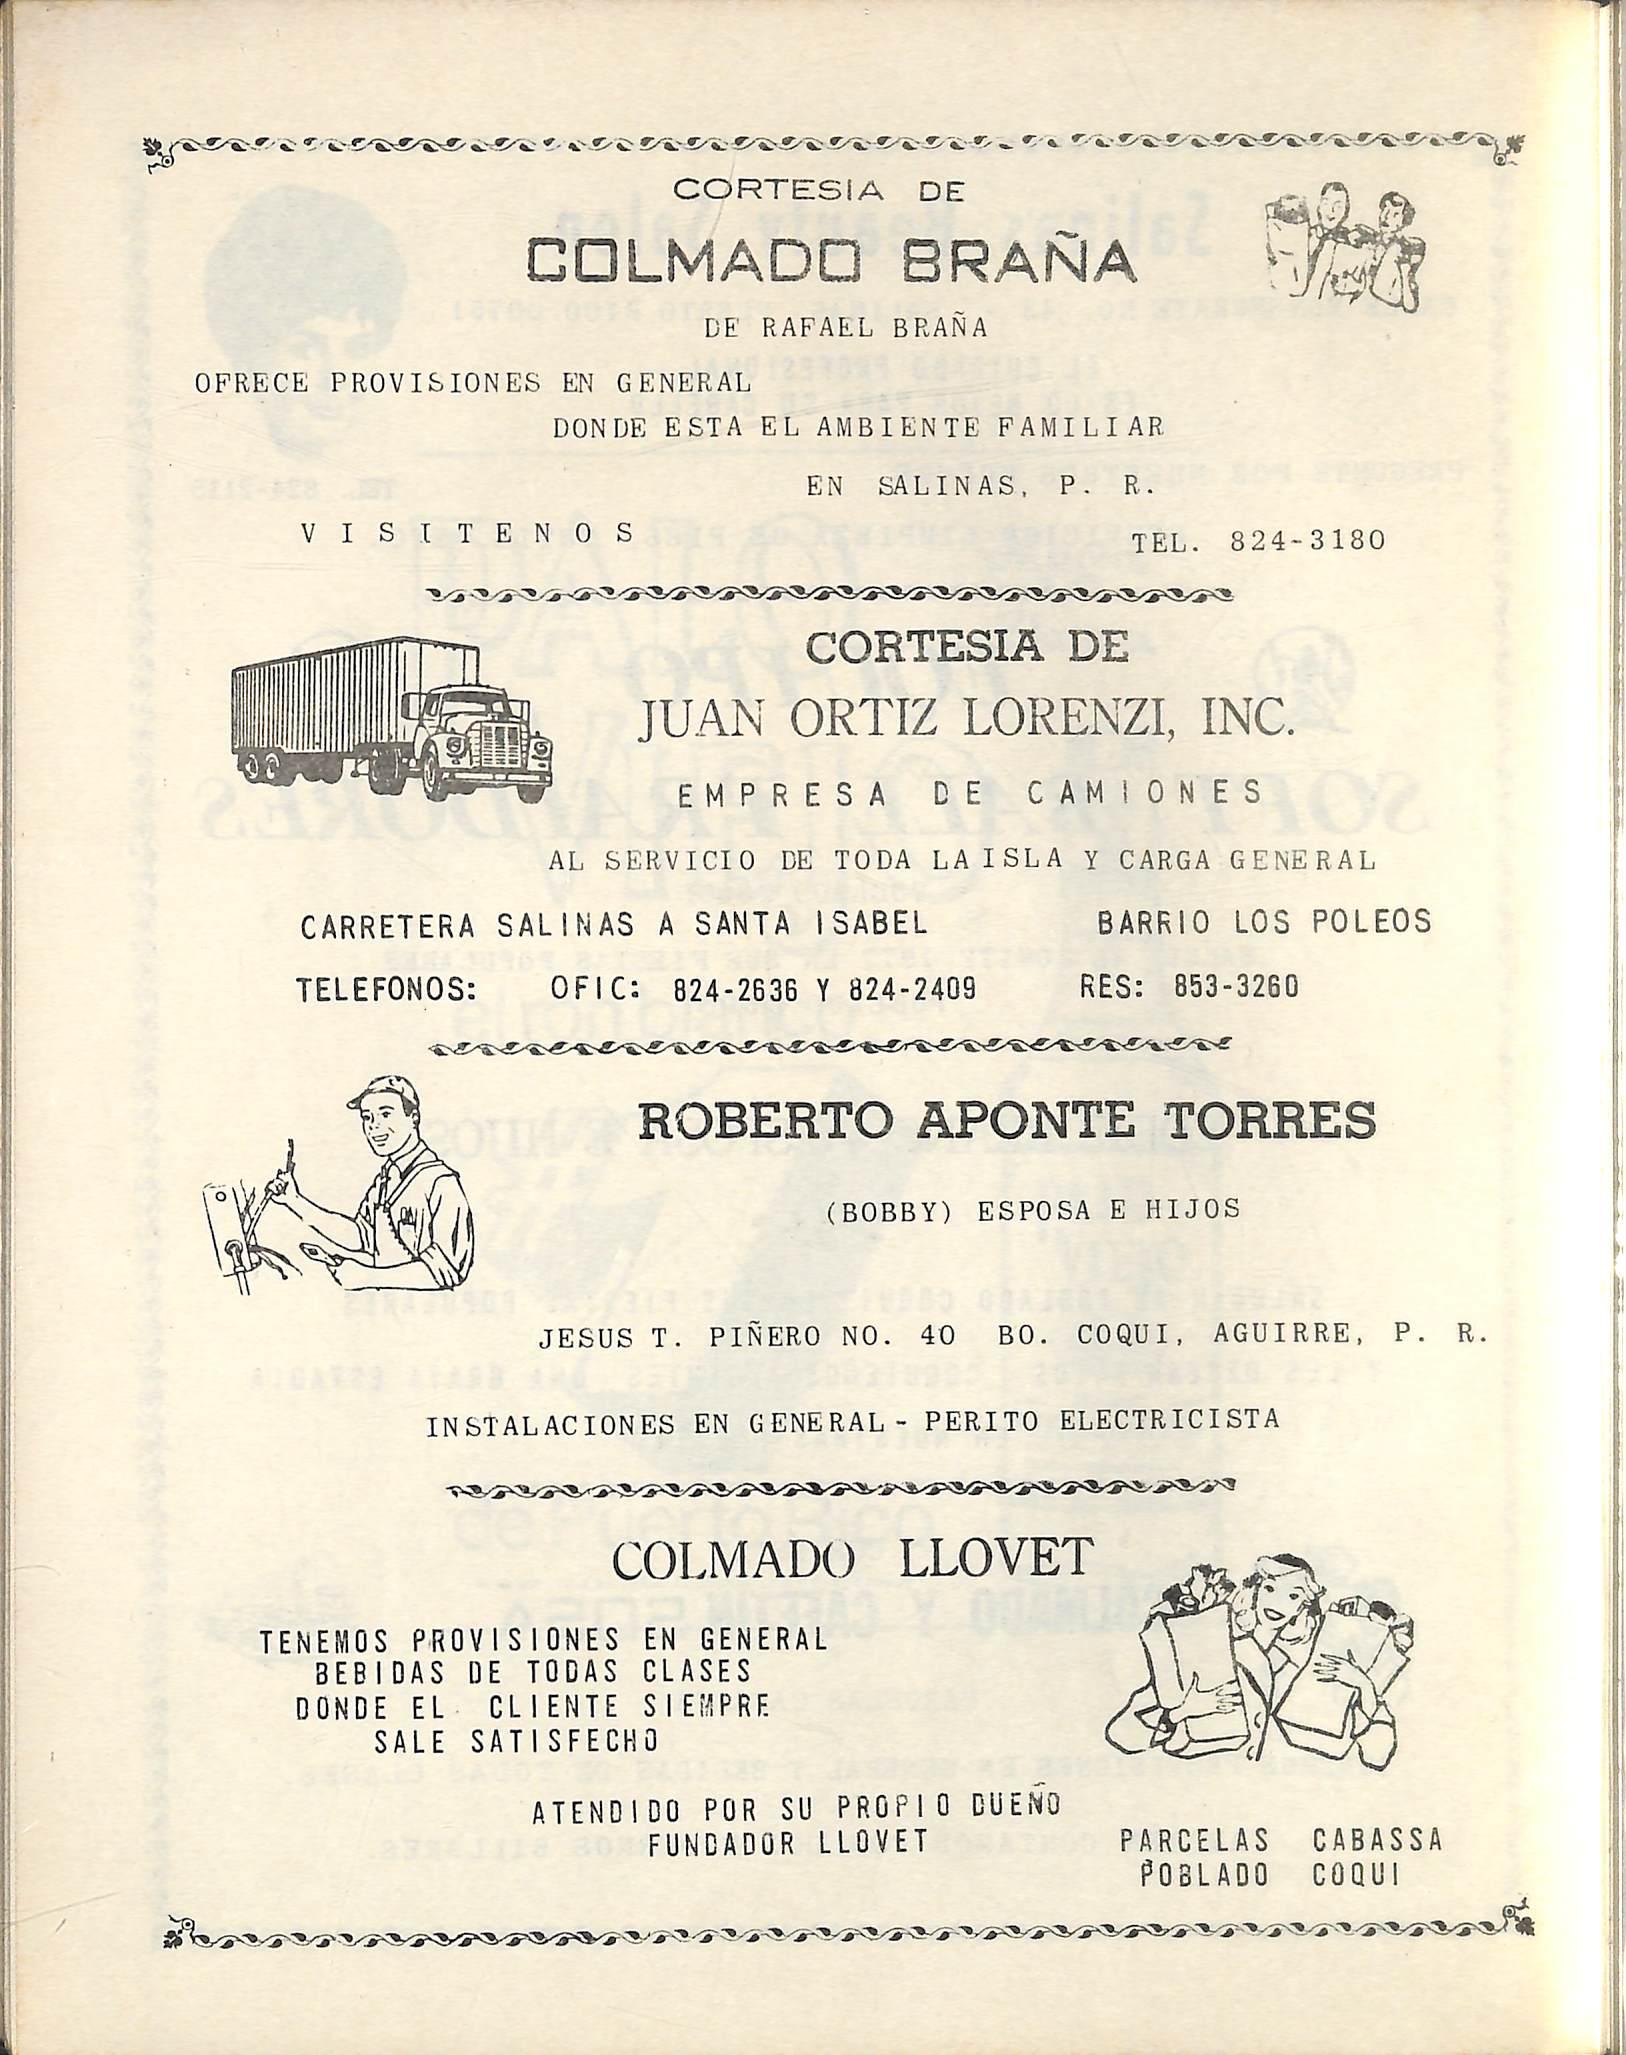 CORTESIA DE
COLMADO BRAÑA
DE RAFAEL BRAÑA
OFRECE PROVISIONES EN GENERAL
DONDE ESTA EL AMBIENTE FAMILIAR
EN SALINAS, P. R.
VISITENOS
TEL. 824-3180
CORTESIA DE
JUAN ORTIZ LORENZI, INC.
EMPRESA DE CAMIONES
AL SERVICIO DE TODA LA ISLA Y CARGA GENERAL
CARRETERA SALINAS A SANTA ISABEL BARRIO LOS POLEOS
TELEFONOS: OFIC: 824-2636 Y 824-2409 RES: 853-3260
ROBERTO APONTE TORRES
(BOBBY) ESPOSA E HIJOS
JESUS T. PIÑERO NO. 40 BO. COQUI, AGUIRRE, P. R.
INSTALACIONES EN GENERAL - PERITO ELECTRICISTA
COLMADO LLOVET
TENEMOS PROVISIONES EN GENERAL
BEBIDAS DE TODAS CLASES
DONDE EL CLIENTE SIEMPRE
SALE SATISFECHO
ATENDIDO POR SU PROPIO DUEÑO
FUNDADOR LLOVET
PARCELAS CABASSA
POBLADO COQUI